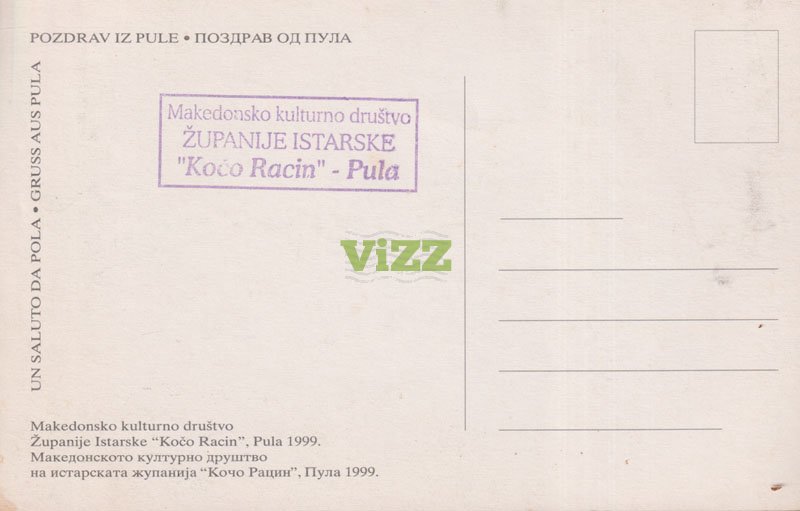 POZDRAV IZ PULE • ПОЗДРАВ ОД ПУЛА
UN SALUTO DA POLA • GRUSS AUS PULA
Makedonsko kulturno društvo
ŽUPANIJE ISTARSKE
"Kočo Racin" - Pula
ViZZ
Makedonsko kulturno društvo
Županije Istarske “Kočo Racin”, Pula 1999.
Македонското културно друштво
на истарската жупанија “Кочо Рацин”, Пула 1999.